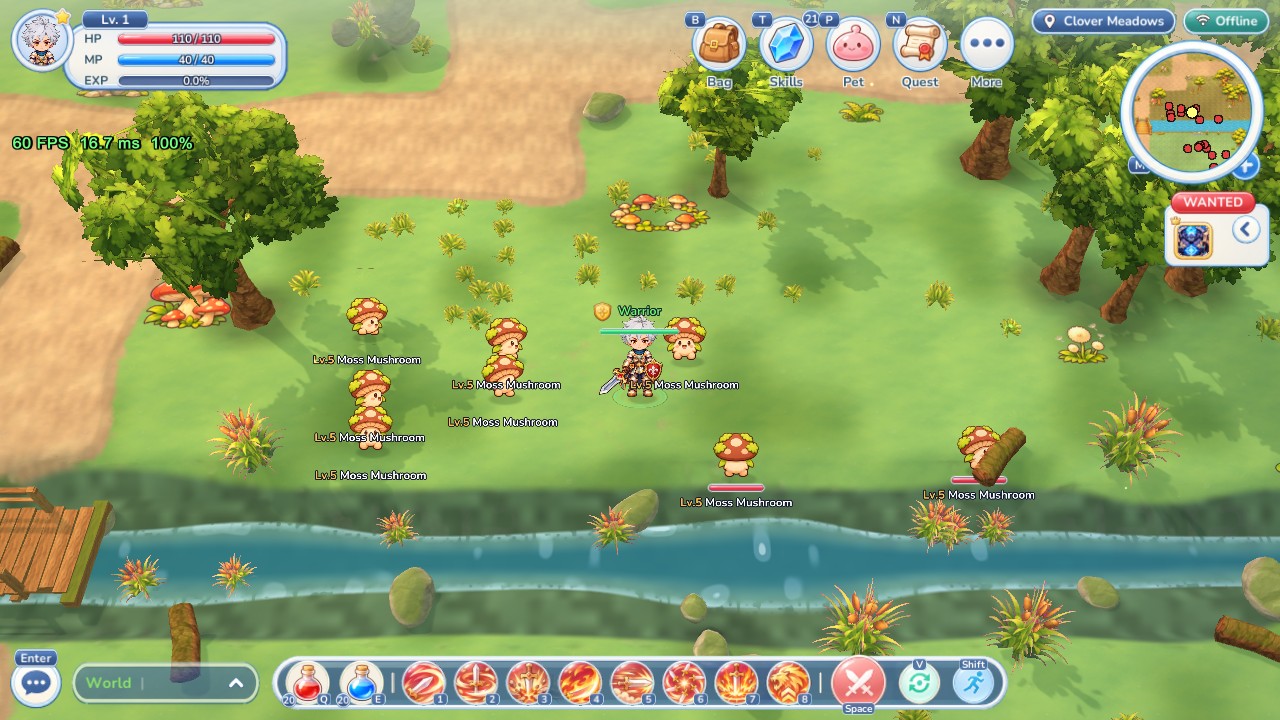 Lv. 1
HP 110 / 110
MP 40 / 40
EXP 0.0%
60 FPS 16.7 ms 100%
B
T
21
P
N
Bag
Skills
Pet
Quest
More
Clover Meadows
Offline
M
WANTED
Warrior
Lv.5 Moss Mushroom
Lv.5 Moss Mushroom
Lv.5 Moss Mushroom
Lv.5 Moss Mushroom
Lv.5 Moss Mushroom
Lv.5 Moss Mushroom
Lv.5 Moss Mushroom
Lv.5 Moss Mushroom
Enter
World
20 Q
20 E
1
2
3
4
5
6
7
8
Space
V
Shift